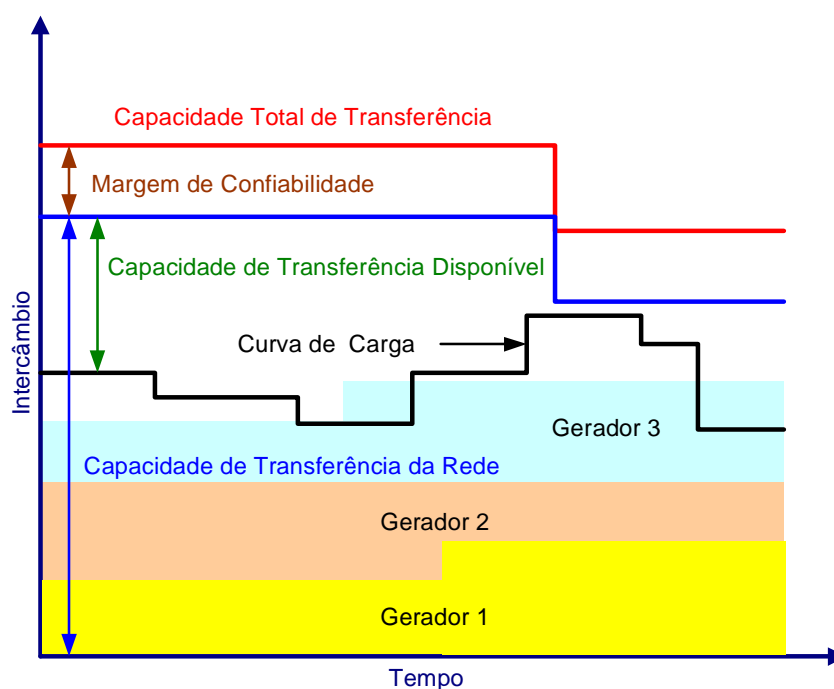 Capacidade Total de Transferência
Margem de Confiabilidade
Capacidade de Transferência Disponível
Curva de Carga
Intercâmbio
Gerador 3
Capacidade de Transferência da Rede
Gerador 2
Gerador 1
Tempo